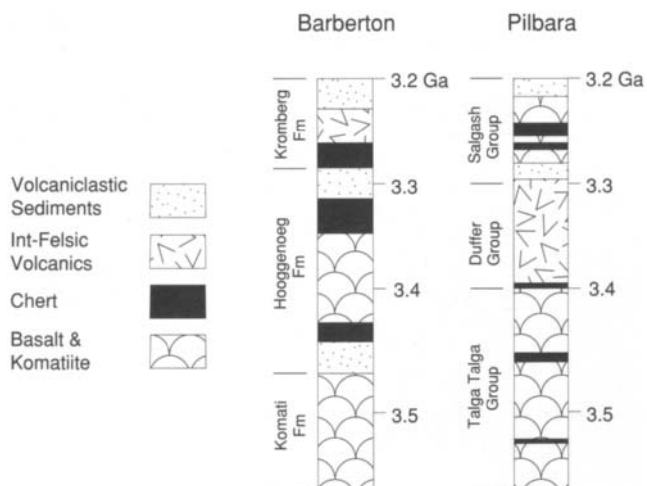 Barberton
Pilbara
Volcaniclastic
Sediments
Int-Felsic
Volcanics
Chert
Basalt &
Komatiite
Kromberg
Fm
Hooggenoeg
Fm
Komati
Fm
3.2 Ga
3.3
3.4
3.5
Salgash
Group
Duffer
Group
Talga Talga
Group
3.2 Ga
3.3
3.4
3.5